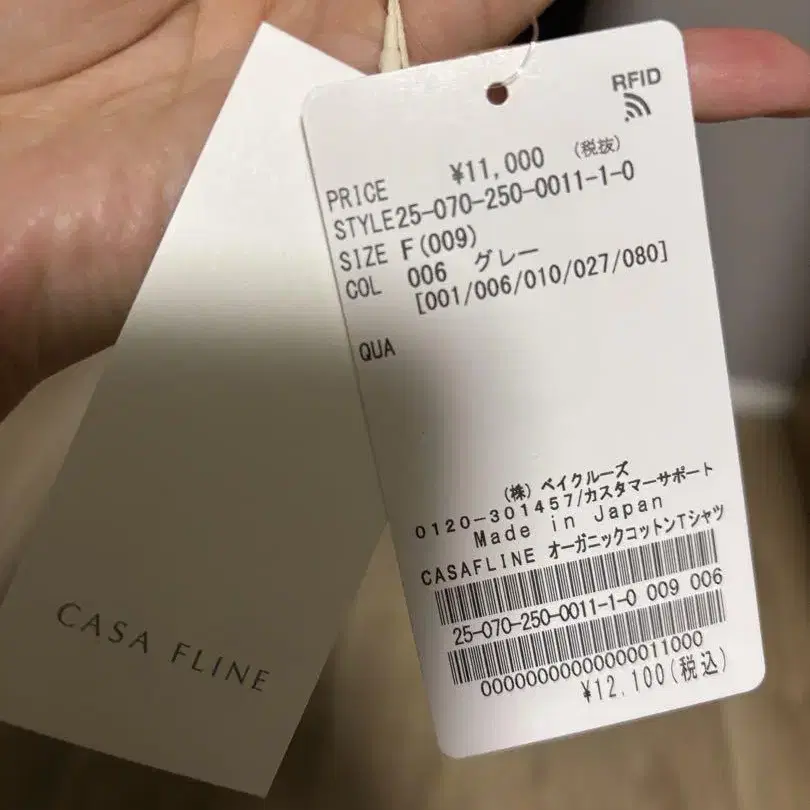 RFID
PRICE ¥11,000 (税抜)
STYLE25-070-250-0011-1-0
SIZE F(009)
COL 006 グレー
[001/006/010/027/080]
QUA
(株)ベイクルーズ
0120-301457/カスタマーサポート
Made in Japan
CASAFLINE オーガニックコットンTシャツ
25-070-250-0011-1-0 009 006
00000000000000011000
¥12,100(税込)
CASA FLINE